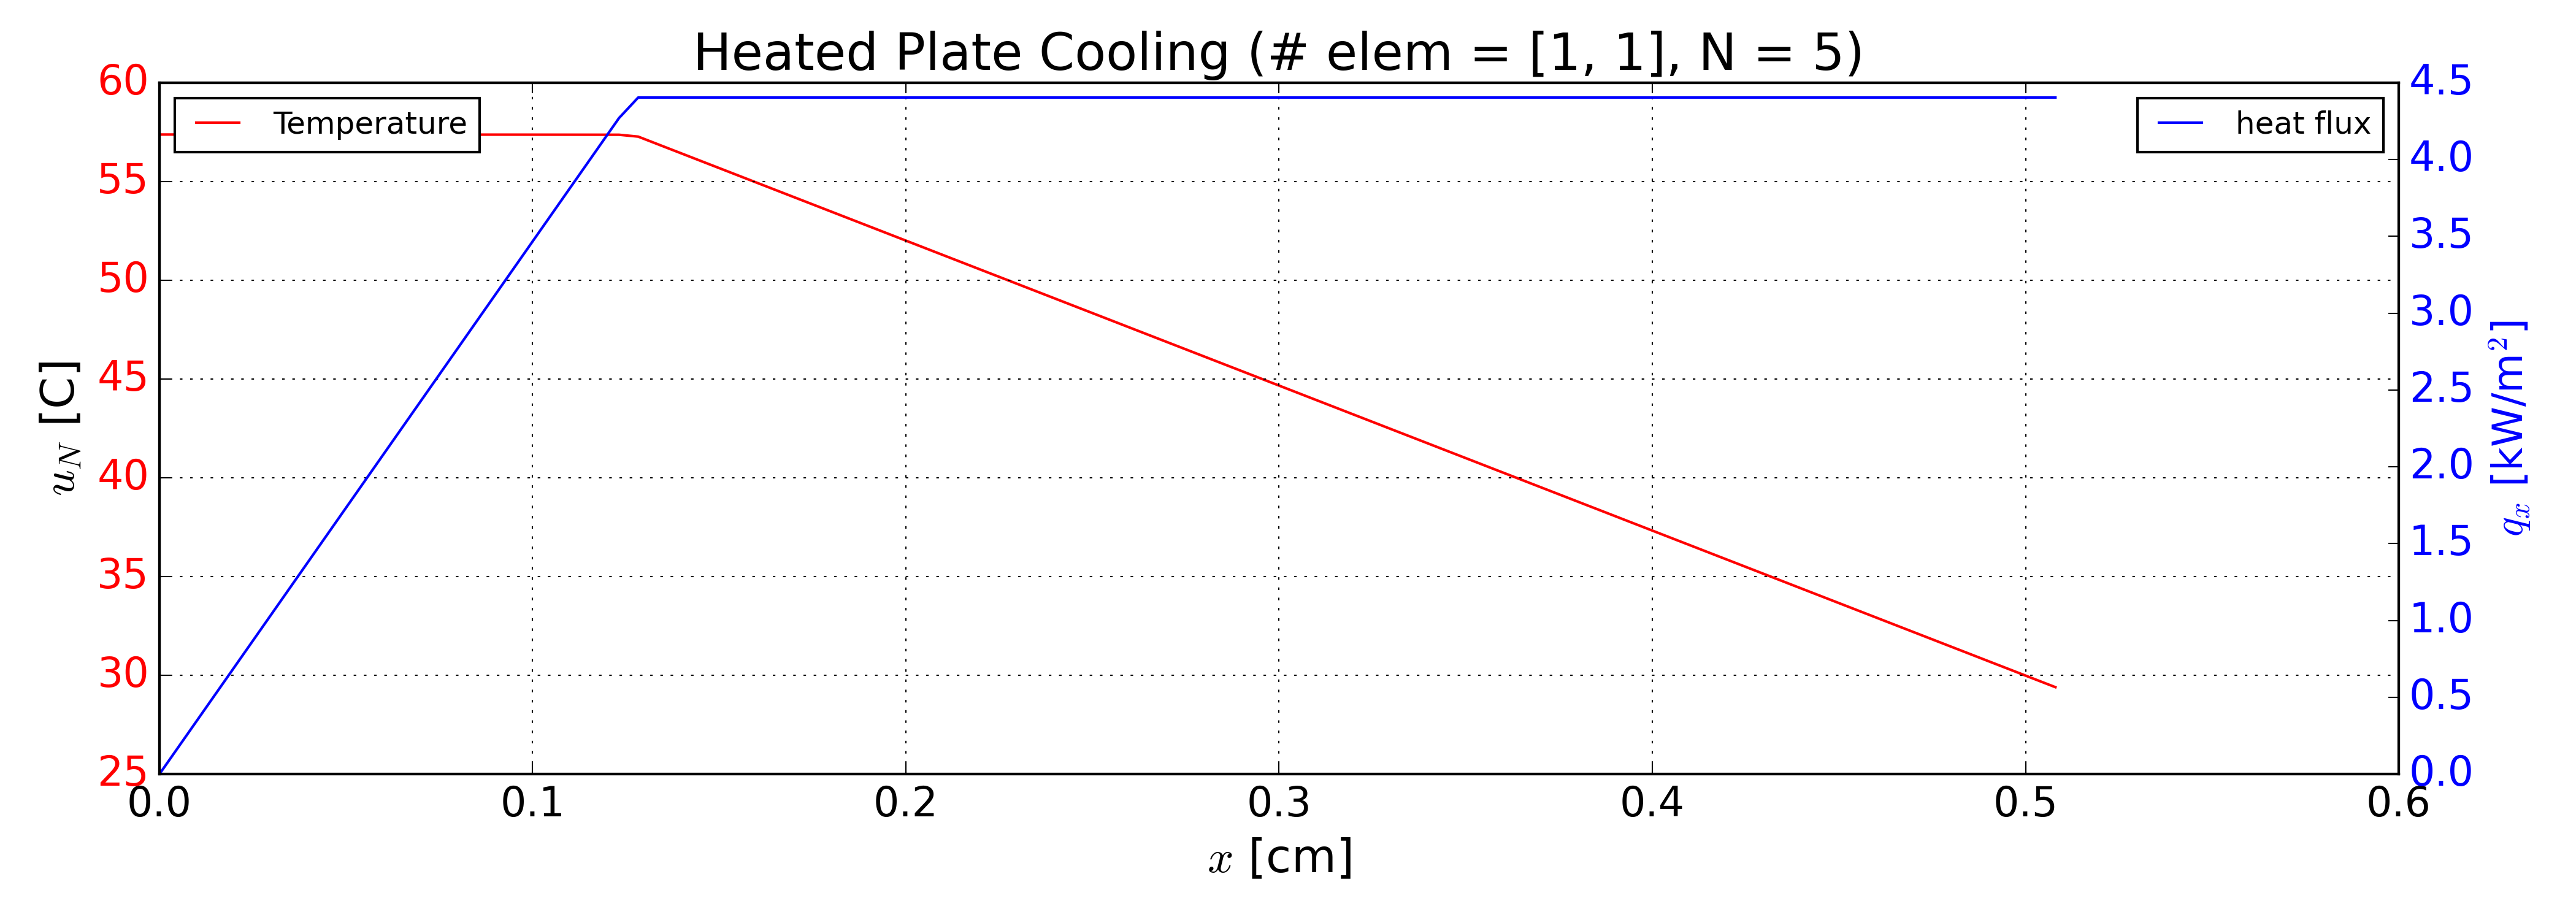 Heated Plate Cooling (# elem = [1, 1], N = 5)
Temperature
heat flux
60
55
50
45
40
35
30
25
u_N [C]
4.5
4.0
3.5
3.0
2.5
2.0
1.5
1.0
0.5
0.0
q_x [kW/m²]
0.0 0.1 0.2 0.3 0.4 0.5 0.6
x [cm]